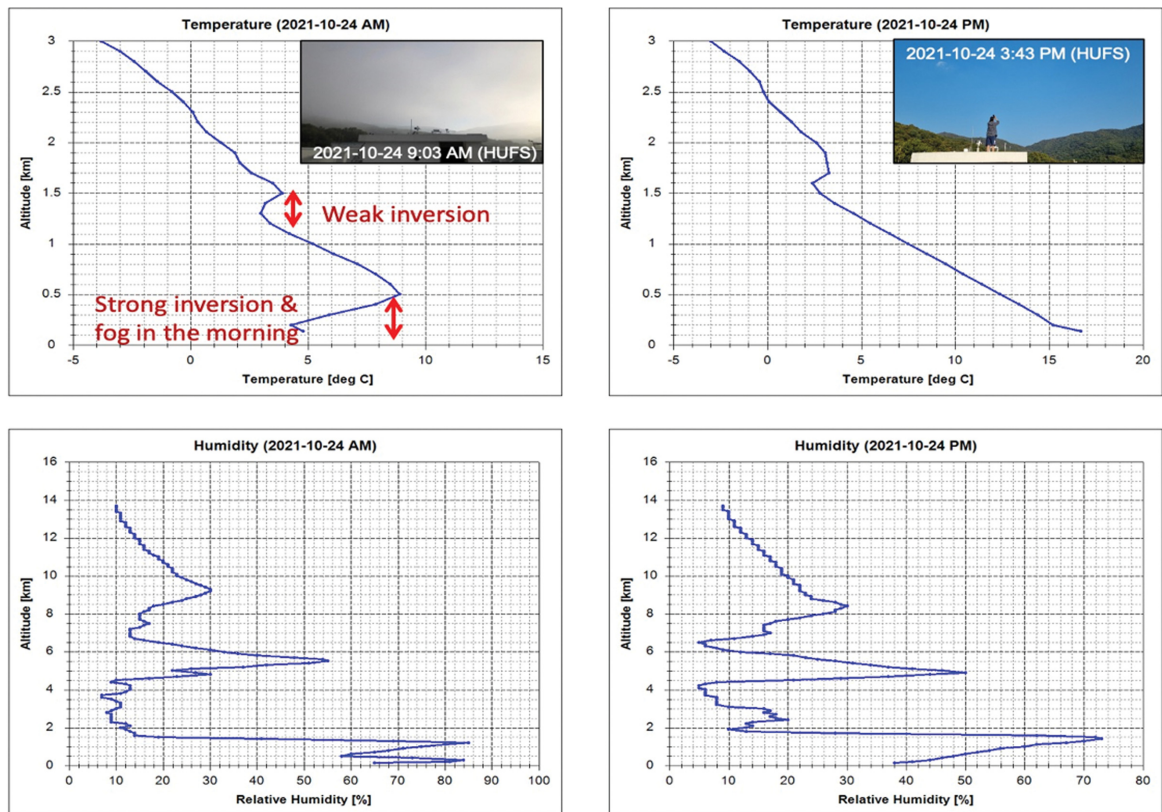 Temperature (2021-10-24 AM)
3
2.5
2
1.5
1
0.5
0
Altitude [km]
2021-10-24 9:03 AM (HUFS)
Weak inversion
Strong inversion &
fog in the morning
-5 0 5 10 15
Temperature [deg C]
Temperature (2021-10-24 PM)
3
2.5
2
1.5
1
0.5
0
Altitude [km]
2021-10-24 3:43 PM (HUFS)
-5 0 5 10 15 20
Temperature [deg C]
Humidity (2021-10-24 AM)
16
14
12
10
8
6
4
2
0
Altitude [km]
0 10 20 30 40 50 60 70 80 90 100
Relative Humidity [%]
Humidity (2021-10-24 PM)
16
14
12
10
8
6
4
2
0
Altitude [km]
0 10 20 30 40 50 60 70 80
Relative Humidity [%]